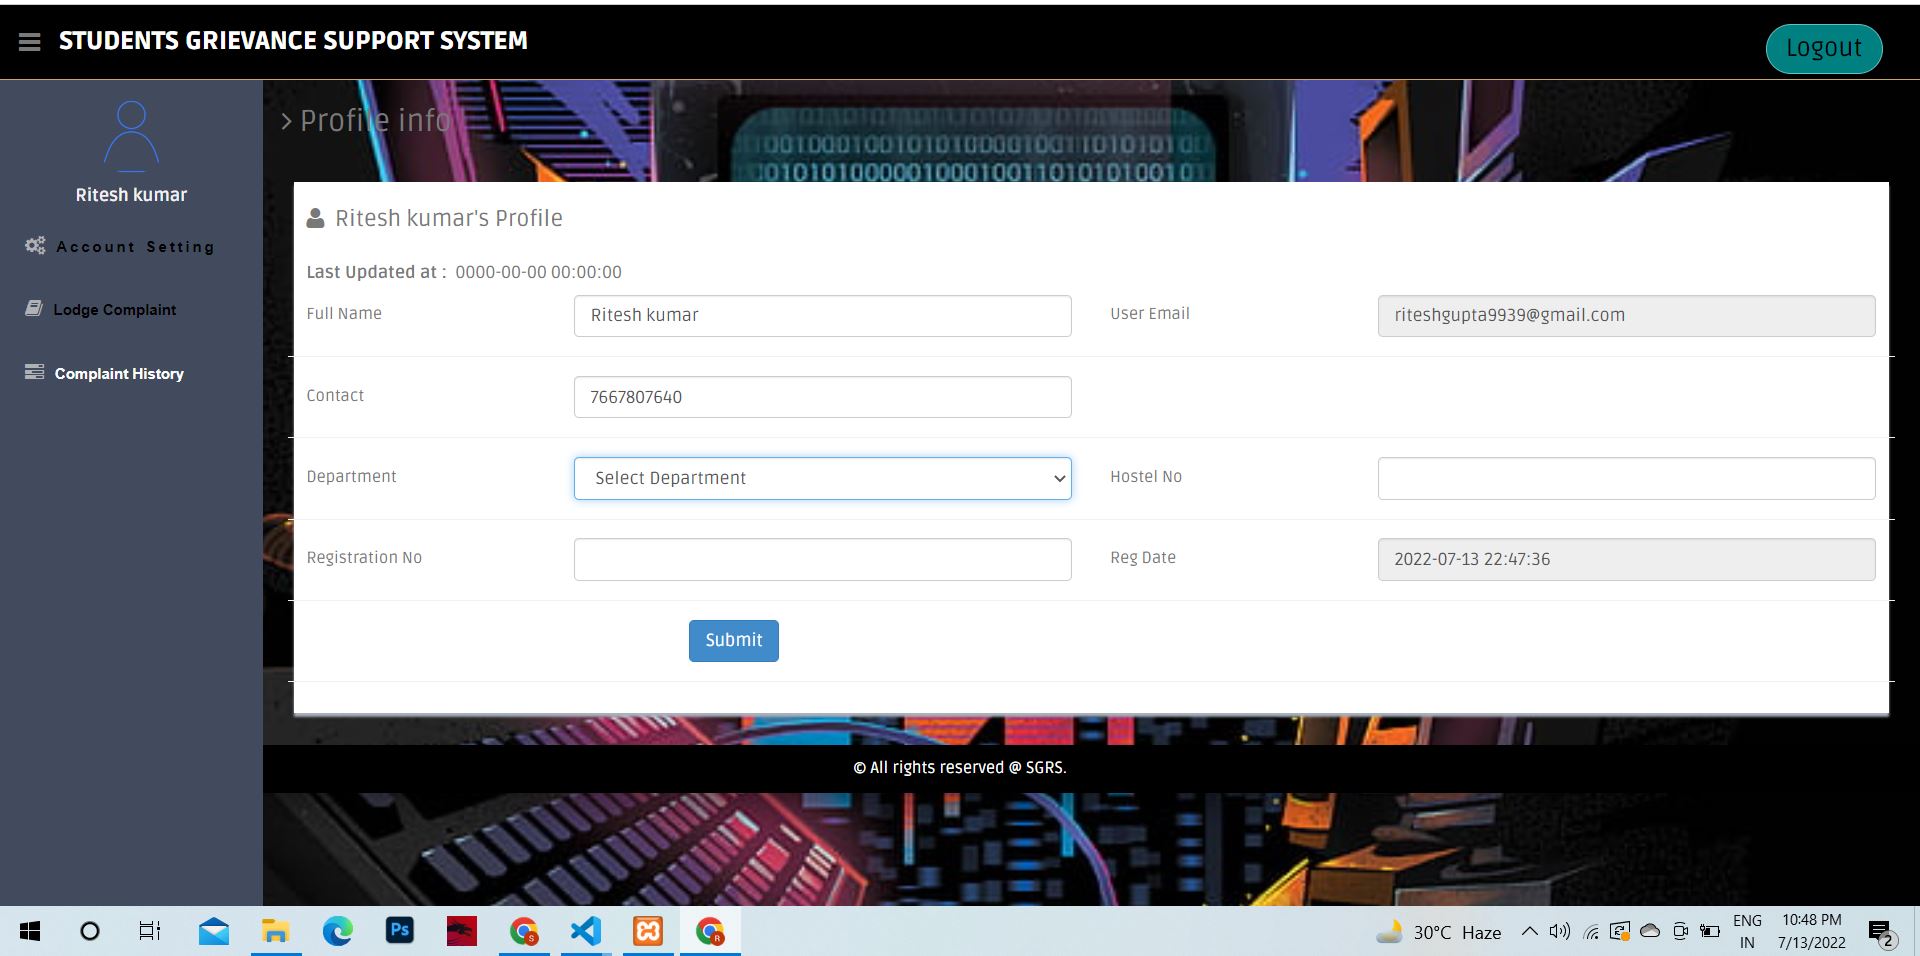 STUDENTS GRIEVANCE SUPPORT SYSTEM
Logout
Ritesh kumar
Account Setting
Lodge Complaint
Complaint History
> Profile info
Ritesh kumar's Profile
Last Updated at : 0000-00-00 00:00:00
Full Name
Ritesh kumar
User Email
riteshgupta9939@gmail.com
Contact
7667807640
Department
Select Department
Hostel No
Registration No
Reg Date
2022-07-13 22:47:36
Submit
© All rights reserved @ SGRS.
Ps
S
R
30°C Haze
ENG
IN
10:48 PM
7/13/2022
2